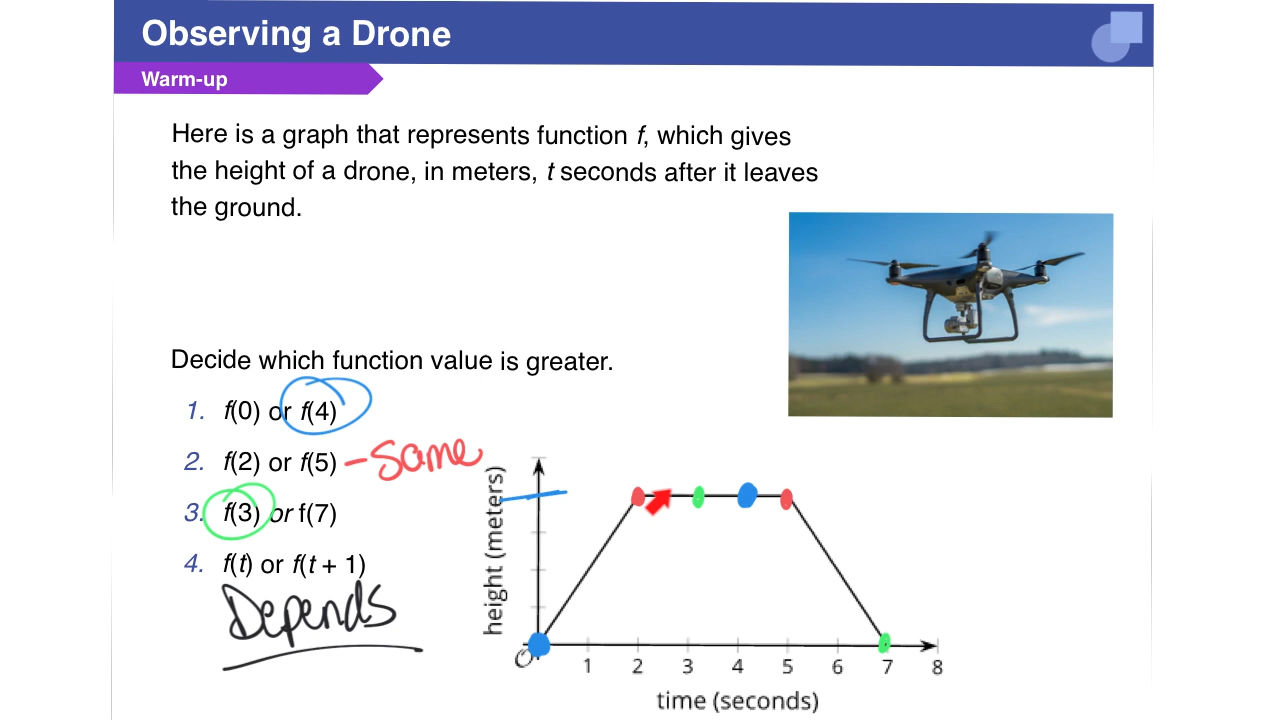 Observing a Drone
Warm-up
Here is a graph that represents function f, which gives
the height of a drone, in meters, t seconds after it leaves
the ground.
Decide which function value is greater.
1. f(0) or f(4)
2. f(2) or f(5) – Same
3. f(3) or f(7)
4. f(t) or f(t + 1)
Depends
height (meters)
O
1 2 3 4 5 6 7 8
time (seconds)